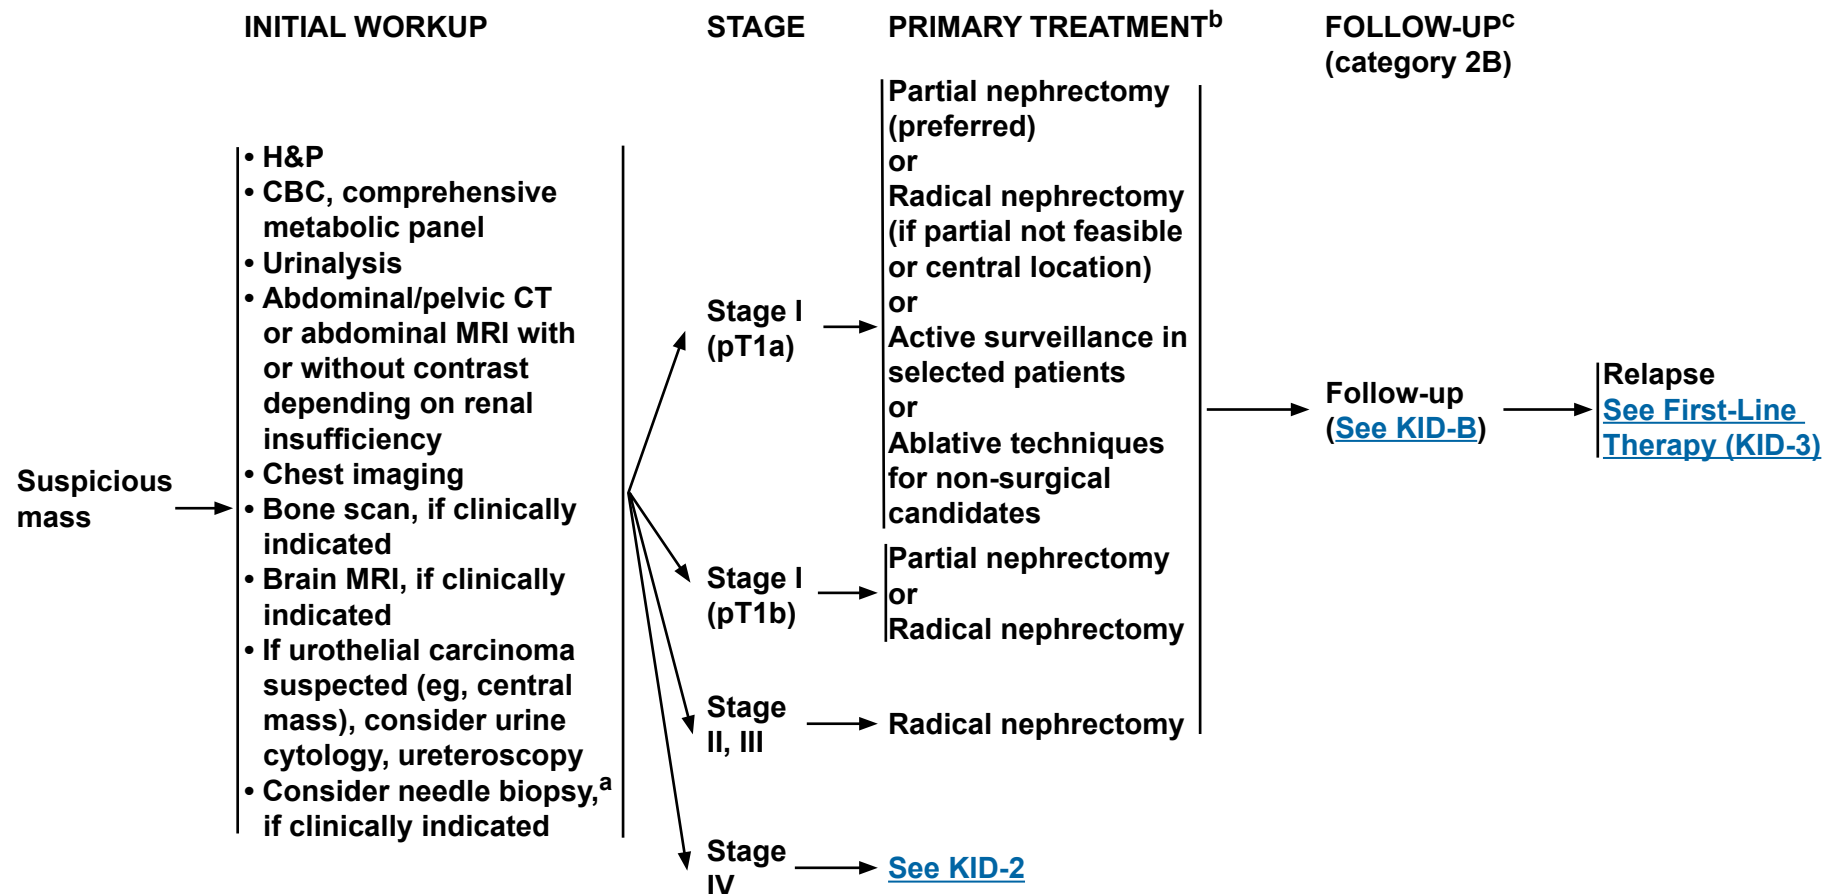 INITIAL WORKUP
STAGE
PRIMARY TREATMENTb
FOLLOW-UPc
(category 2B)
Suspicious
mass
• H&P
• CBC, comprehensive
metabolic panel
• Urinalysis
• Abdominal/pelvic CT
or abdominal MRI with
or without contrast
depending on renal
insufficiency
• Chest imaging
• Bone scan, if clinically
indicated
• Brain MRI, if clinically
indicated
• If urothelial carcinoma
suspected (eg, central
mass), consider urine
cytology, ureteroscopy
• Consider needle biopsy,a
if clinically indicated
Stage I
(pT1a)
Partial nephrectomy
(preferred)
or
Radical nephrectomy
(if partial not feasible
or central location)
or
Active surveillance in
selected patients
or
Ablative techniques
for non-surgical
candidates
Stage I
(pT1b)
Partial nephrectomy
or
Radical nephrectomy
Stage
II, III
Radical nephrectomy
Stage
IV
See KID-2
Follow-up
(See KID-B)
Relapse
See First-Line
Therapy (KID-3)